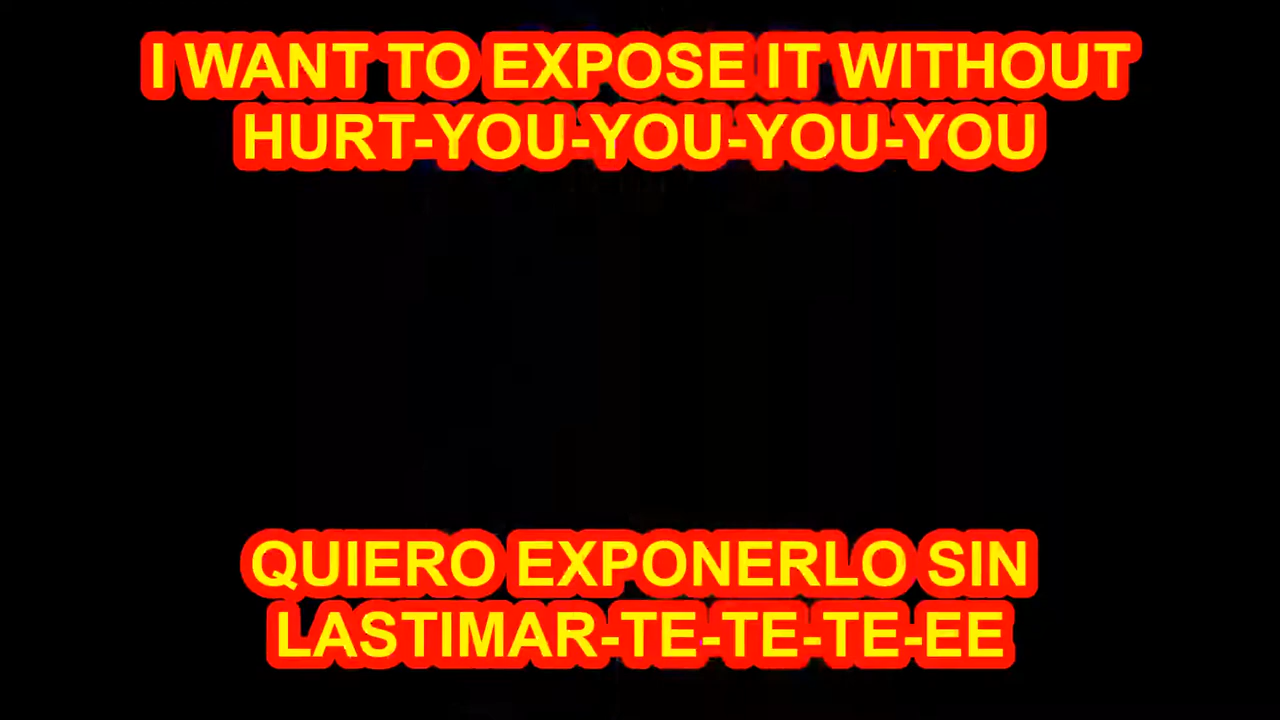 I WANT TO EXPOSE IT WITHOUT
HURT-YOU-YOU-YOU-YOU
QUIERO EXPONERLO SIN
LASTIMAR-TE-TE-TE-EE